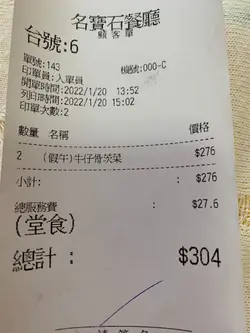 名寶石餐廳
顧客單
台號:6
單號:143
機號:000-C
印單員:入單員
開單時間:2022/1/20 13:52
列印時間:2022/1/20 15:02
印單次數:2
數量 名稱 價格
2 (假午)牛仔骨茨菜 $276
小計: : $276
總服務費 : $27.6
(堂食)
總計: $304